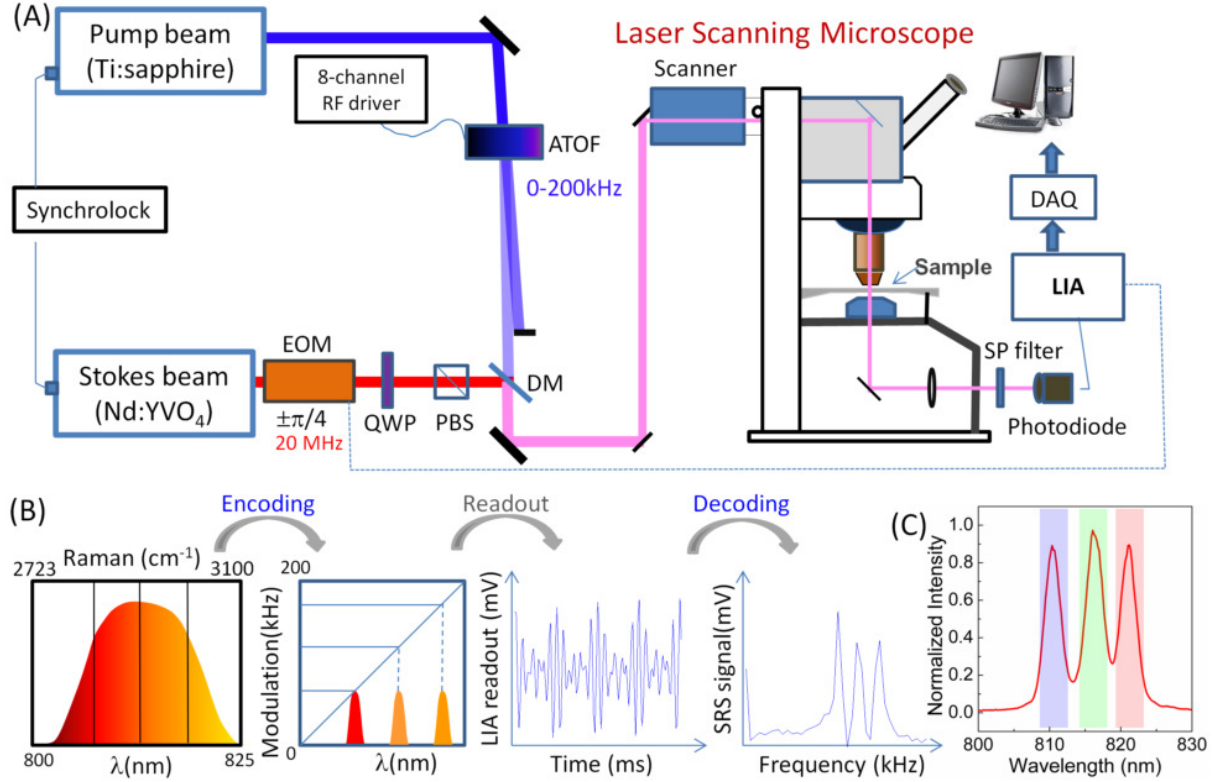 (A)
Pump beam
(Ti:sapphire)
8-channel
RF driver
ATOF
0-200kHz
Synchrolock
Laser Scanning Microscope
Scanner
Sample
DAQ
LIA
SP filter
Photodiode
Stokes beam
(Nd:YVO₄)
EOM
±π/4
20 MHz
QWP
PBS
DM
(B)
Encoding
Readout
Decoding
Raman (cm⁻¹)
2723
3100
800
λ(nm)
825
Modulation(kHz)
200
0
λ(nm)
LIA readout (mV)
Time (ms)
SRS signal(mV)
Frequency (kHz)
(C)
Normalized Intensity
1.0
0.8
0.6
0.4
0.2
0.0
800 810 820 830
Wavelength (nm)